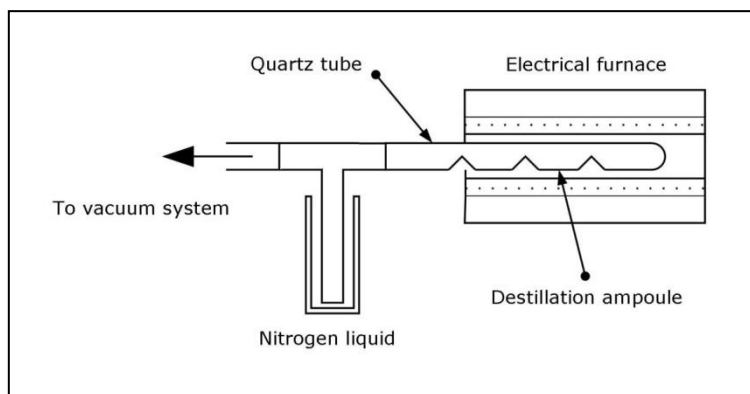 Quartz tube
Electrical furnace
To vacuum system
Destillation ampoule
Nitrogen liquid